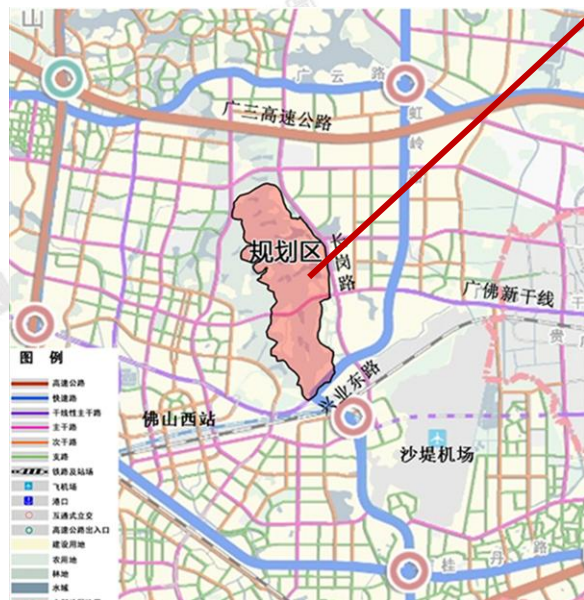 山
广云路
虹岭
广三高速公路
规划区
长岗路
广佛新干线
贵
兴业东路
佛山西站
沙堤机场
桂丹路
图例
高速公路
快速路
干线性主干路
主干路
次干路
支路
铁路及站场
飞机场
港口
互通式立交
高速公路出入口
建设用地
农用地
林地
水域